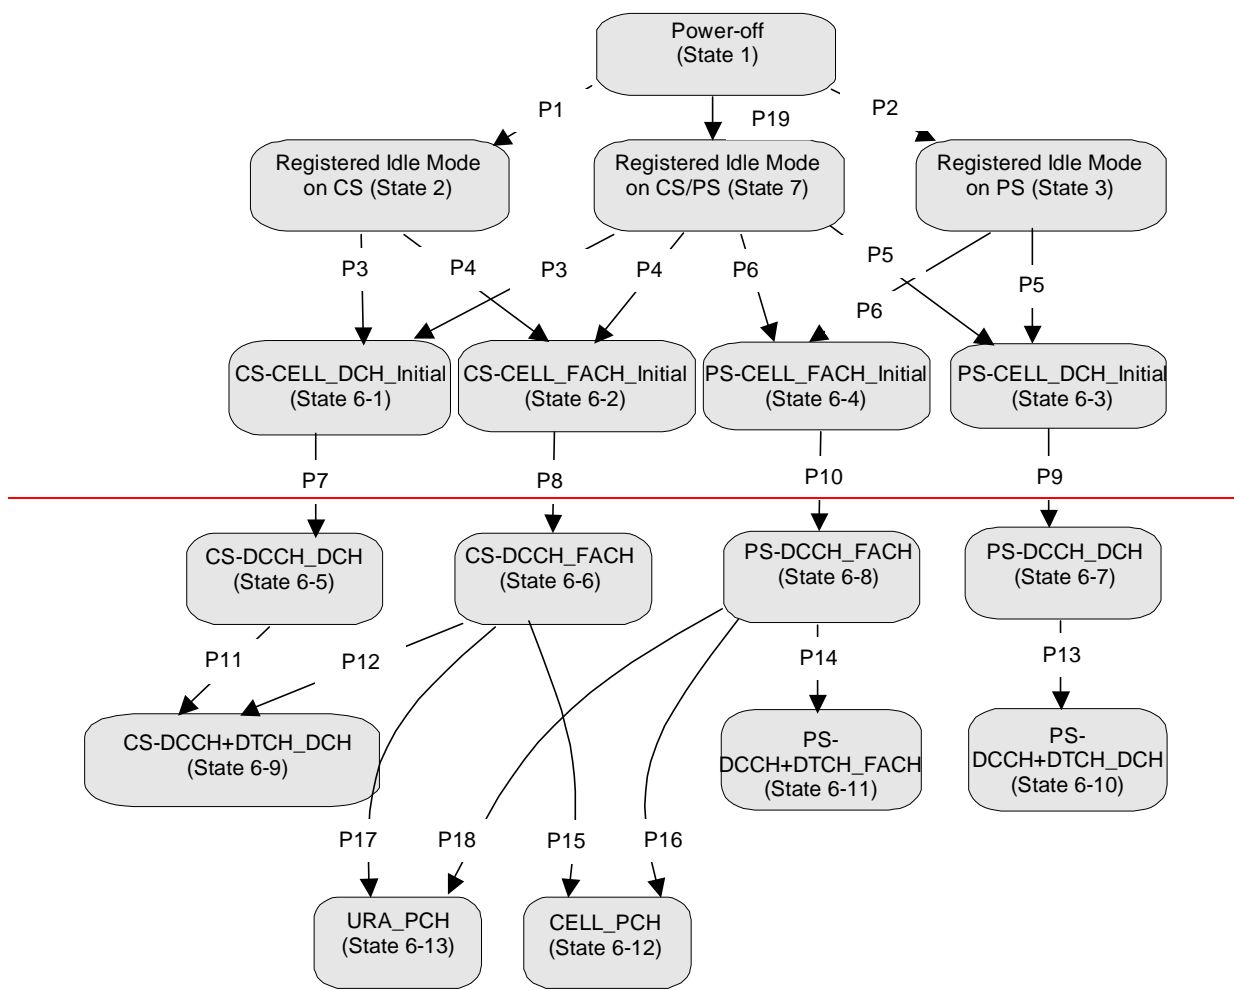 Power-off
(State 1)
P1
P19
P2
Registered Idle Mode
on CS (State 2)
Registered Idle Mode
on CS/PS (State 7)
Registered Idle Mode
on PS (State 3)
P3
P4
P3
P4
P6
P5
P6
P5
CS-CELL_DCH_Initial
(State 6-1)
CS-CELL_FACH_Initial
(State 6-2)
PS-CELL_FACH_Initial
(State 6-4)
PS-CELL_DCH_Initial
(State 6-3)
P7
P8
P10
P9
CS-DCCH_DCH
(State 6-5)
CS-DCCH_FACH
(State 6-6)
PS-DCCH_FACH
(State 6-8)
PS-DCCH_DCH
(State 6-7)
P11
P12
P14
P13
CS-DCCH+DTCH_DCH
(State 6-9)
PS-
DCCH+DTCH_FACH
(State 6-11)
PS-
DCCH+DTCH_DCH
(State 6-10)
P17
P18
P15
P16
URA_PCH
(State 6-13)
CELL_PCH
(State 6-12)